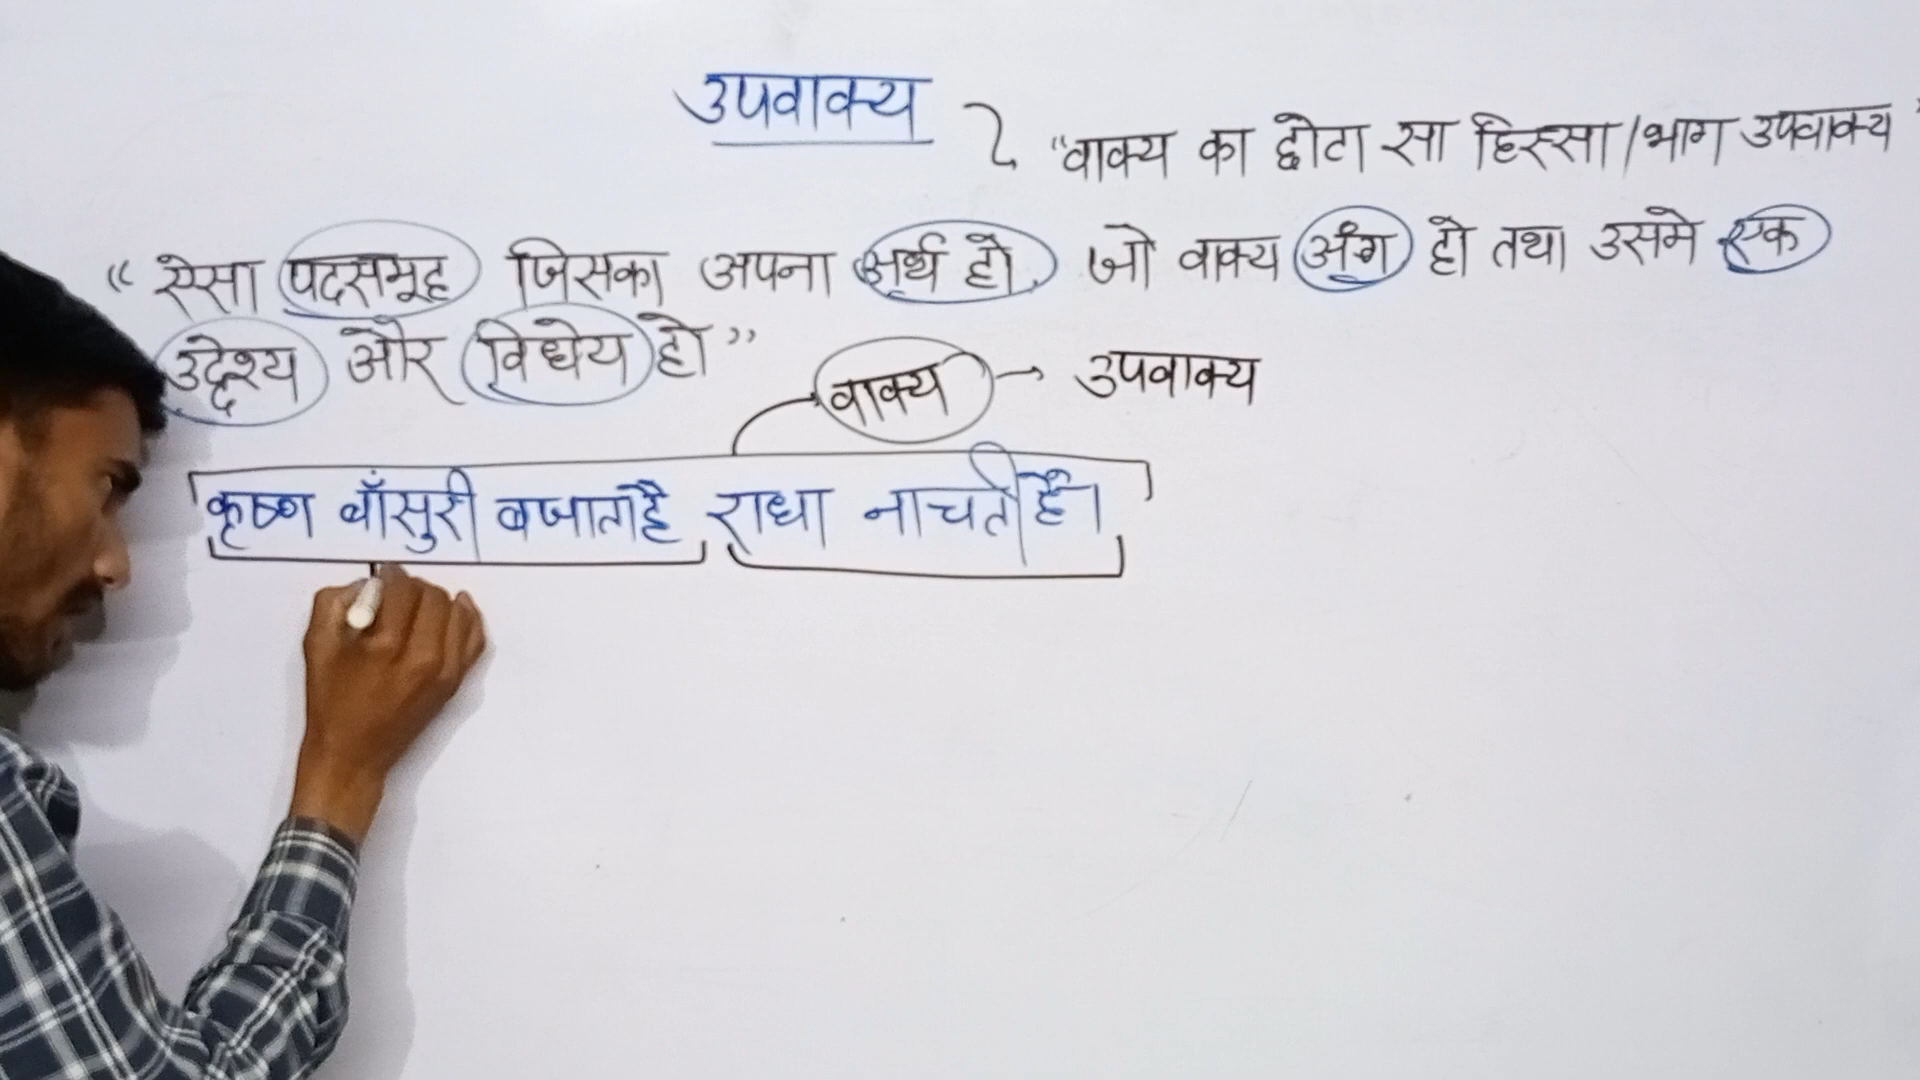 उपवाक्य
"वाक्य का छोटा सा हिस्सा/भाग उपवाक्य"
"ऐसा पदसमूह जिसका अपना अर्थ हो, जो वाक्य अंग हो तथा उसमे एक
उद्देश्य और विधेय हो"
वाक्य → उपवाक्य
कृष्ण बाँसुरी बजाता है राधा नाचती हैं।